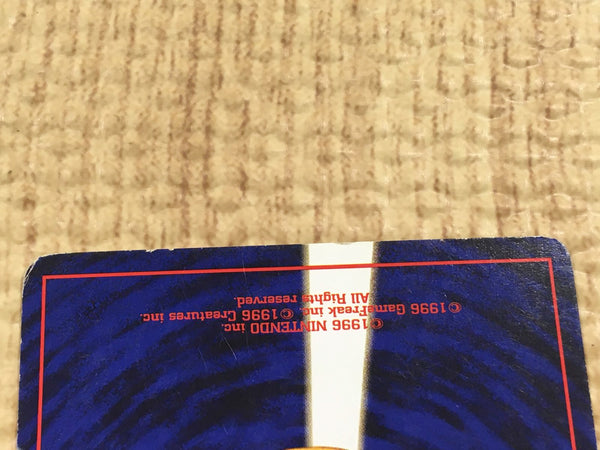 ©1996 NINTENDO inc.
©1996 GameFreak inc. ©1996 Creatures inc.
All Rights reserved.